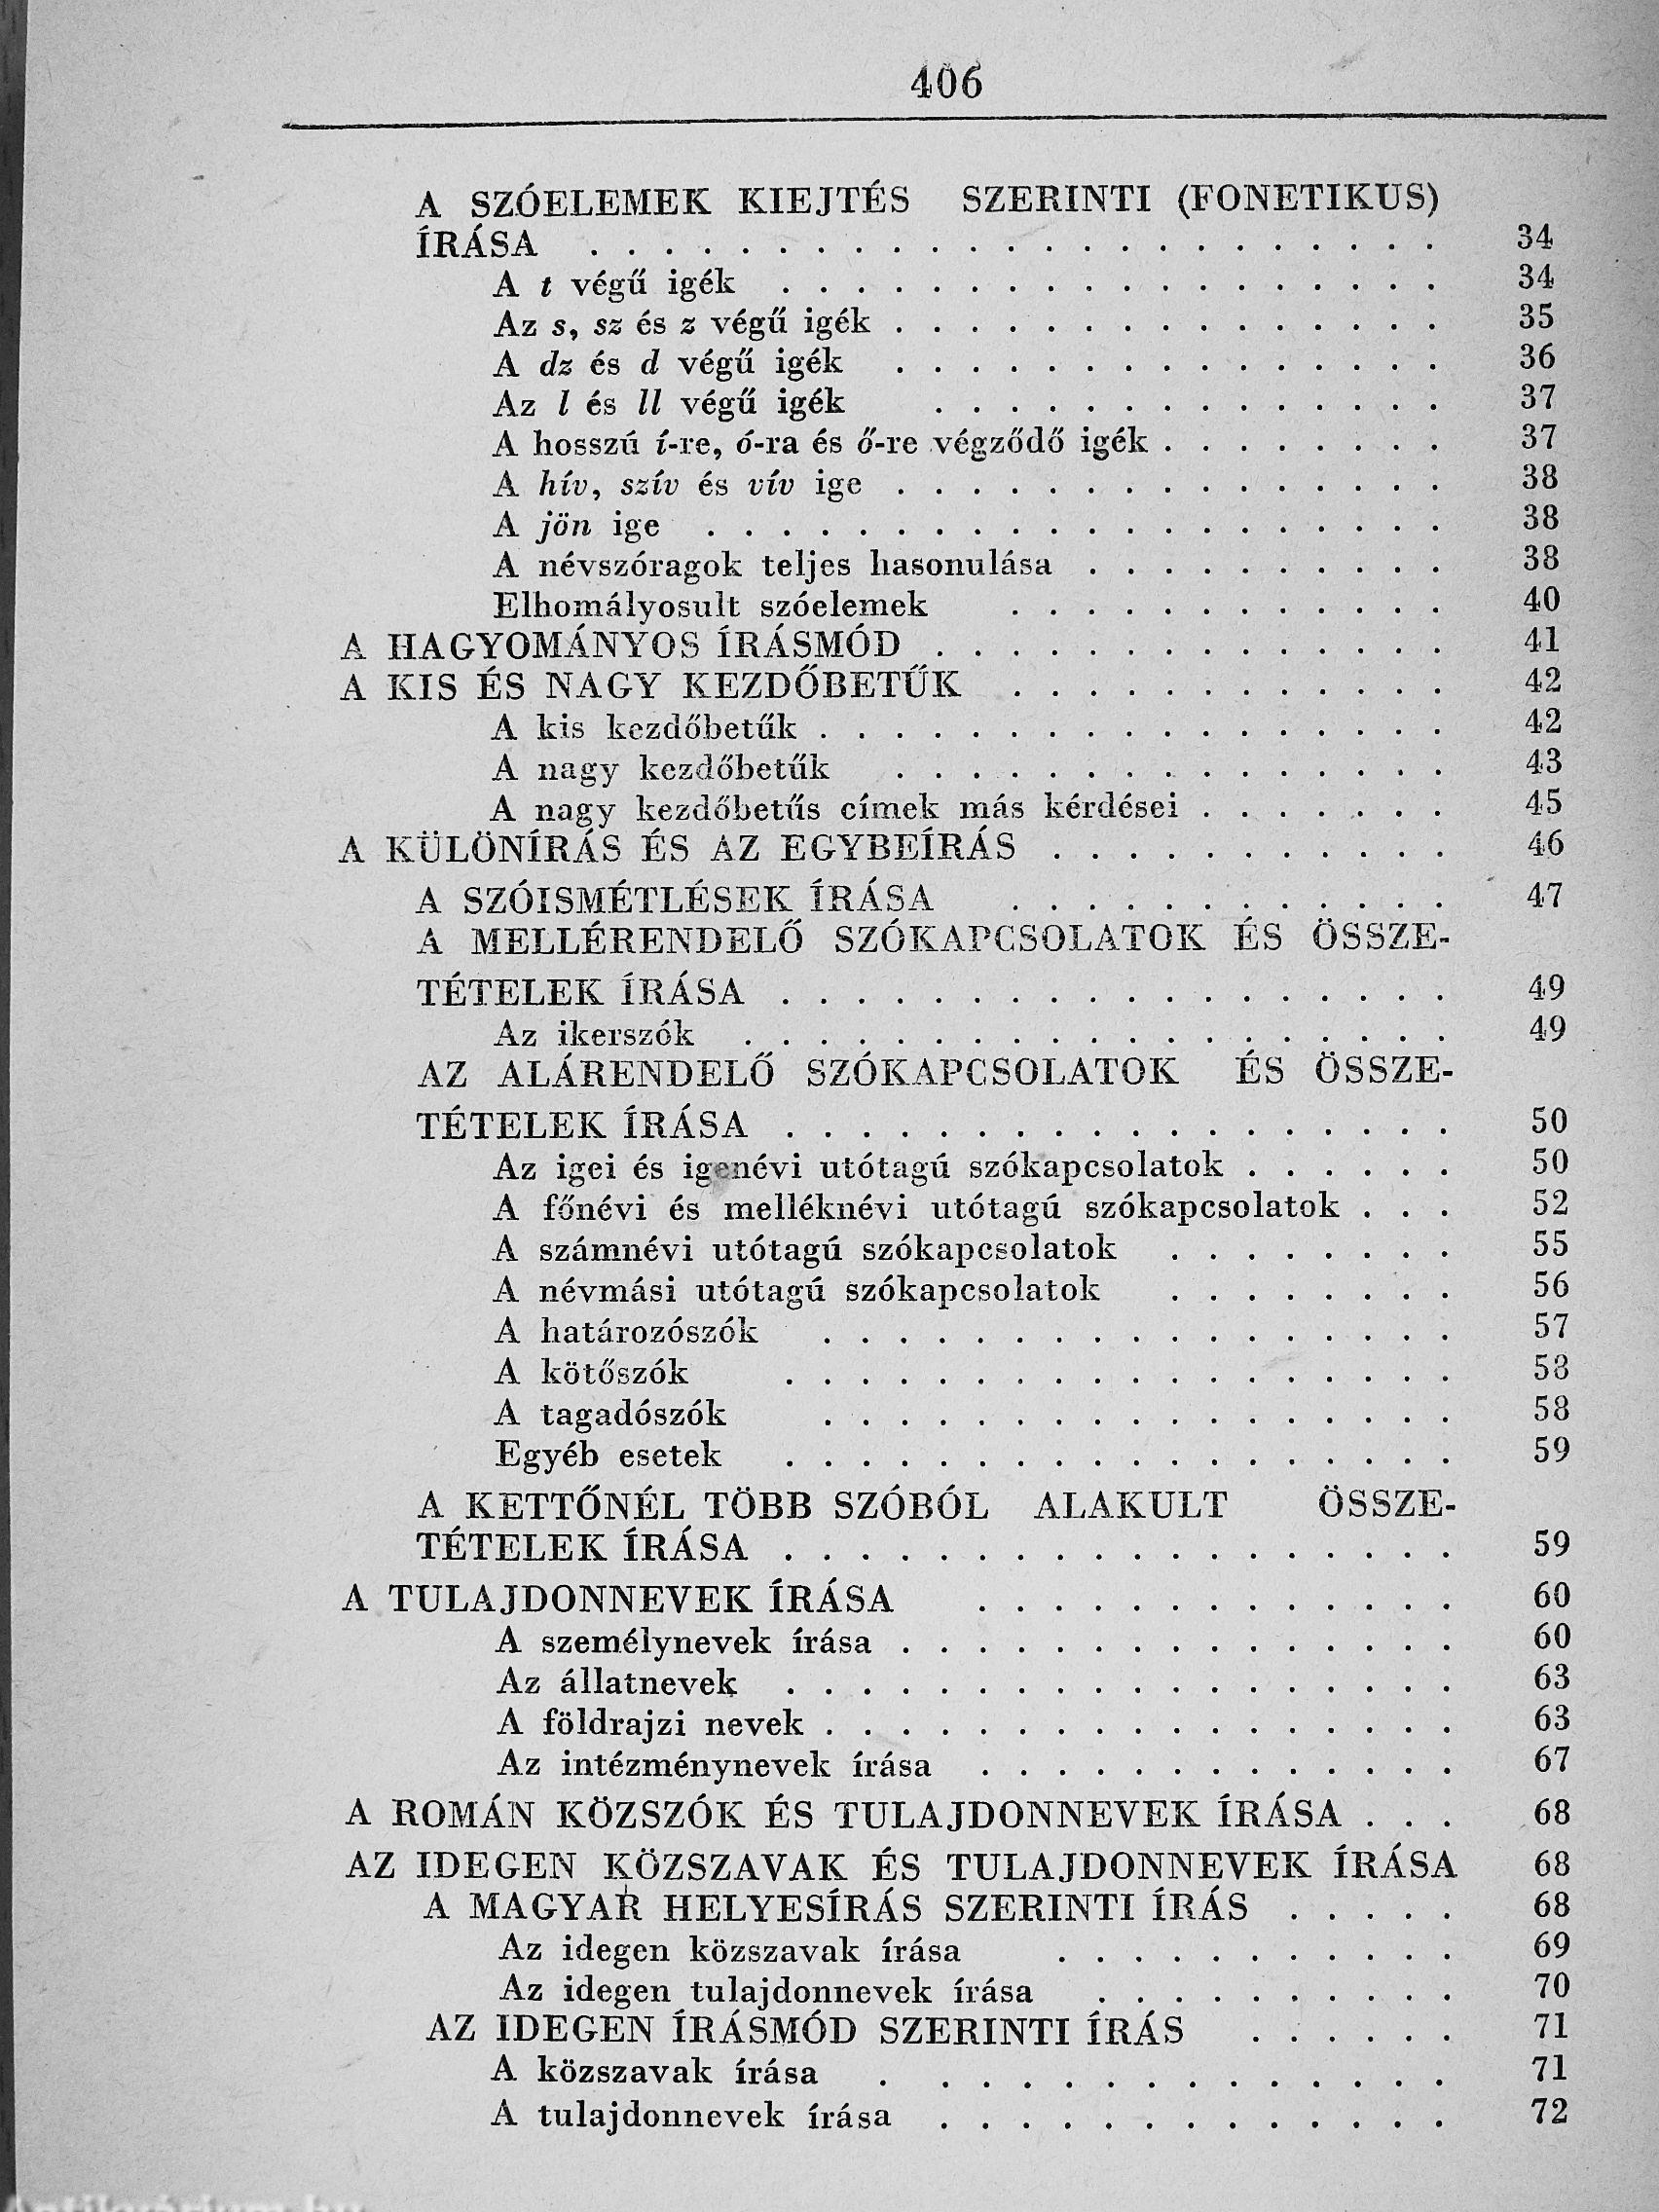 406
A SZÓELEMEK KIEJTÉS SZERINTI (FONETIKUS)
ÍRÁSA . . . . . . . . . . . . . . . . . . . . . . . 34
A t végű igék . . . . . . . . . . . . . . . . . . 34
Az s, sz és z végű igék . . . . . . . . . . . . . . . 35
A dz és d végű igék . . . . . . . . . . . . . . . 36
Az l és ll végű igék . . . . . . . . . . . . . . 37
A hosszú í-re, ó-ra és ő-re végződő igék . . . . . . . . 37
A hív, szív és vív ige . . . . . . . . . . . . . . . 38
A jön ige . . . . . . . . . . . . . . . . . . . . 38
A névszóragok teljes hasonulása . . . . . . . . . . 38
Elhomályosult szóelemek . . . . . . . . . . . . 40
A HAGYOMÁNYOS ÍRÁSMÓD . . . . . . . . . . . . . . 41
A KIS ÉS NAGY KEZDŐBETŰK . . . . . . . . . . . . 42
A kis kezdőbetűk . . . . . . . . . . . . . . . . . 42
A nagy kezdőbetűk . . . . . . . . . . . . . . . 43
A nagy kezdőbetűs címek más kérdései . . . . . . . 45
A KÜLÖNÍRÁS ÉS AZ EGYBEÍRÁS . . . . . . . . . . . 46
A SZÓISMÉTLÉSEK ÍRÁSA . . . . . . . . . . . . 47
A MELLÉRENDELŐ SZÓKAPCSOLATOK ÉS ÖSSZE-
TÉTELEK ÍRÁSA . . . . . . . . . . . . . . . . . . 49
Az ikerszók . . . . . . . . . . . . . . . . . . . 49
AZ ALÁRENDELŐ SZÓKAPCSOLATOK ÉS ÖSSZE-
TÉTELEK ÍRÁSA . . . . . . . . . . . . . . . . . . 50
Az igei és igenévi utótagú szókapcsolatok . . . . . . 50
A főnévi és melléknévi utótagú szókapcsolatok . . . 52
A számnévi utótagú szókapcsolatok . . . . . . . . 55
A névmási utótagú szókapcsolatok . . . . . . . . 56
A határozószók . . . . . . . . . . . . . . . . . 57
A kötőszók . . . . . . . . . . . . . . . . . . 58
A tagadószók . . . . . . . . . . . . . . . . . 58
Egyéb esetek . . . . . . . . . . . . . . . . . . 59
A KETTŐNÉL TÖBB SZÓBÓL ALAKULT ÖSSZE-
TÉTELEK ÍRÁSA . . . . . . . . . . . . . . . . . . 59
A TULAJDONNEVEK ÍRÁSA . . . . . . . . . . . . . 60
A személynevek írása . . . . . . . . . . . . . . . 60
Az állatnevek . . . . . . . . . . . . . . . . . . 63
A földrajzi nevek . . . . . . . . . . . . . . . . . 63
Az intézménynevek írása . . . . . . . . . . . . . 67
A ROMÁN KÖZSZÓK ÉS TULAJDONNEVEK ÍRÁSA . . . 68
AZ IDEGEN KÖZSZAVAK ÉS TULAJDONNEVEK ÍRÁSA 68
A MAGYAR HELYESÍRÁS SZERINTI ÍRÁS . . . . . 68
Az idegen közszavak írása . . . . . . . . . . . 69
Az idegen tulajdonnevek írása . . . . . . . . . . 70
AZ IDEGEN ÍRÁSMÓD SZERINTI ÍRÁS . . . . . . 71
A közszavak írása . . . . . . . . . . . . . . . 71
A tulajdonnevek írása . . . . . . . . . . . . . . 72